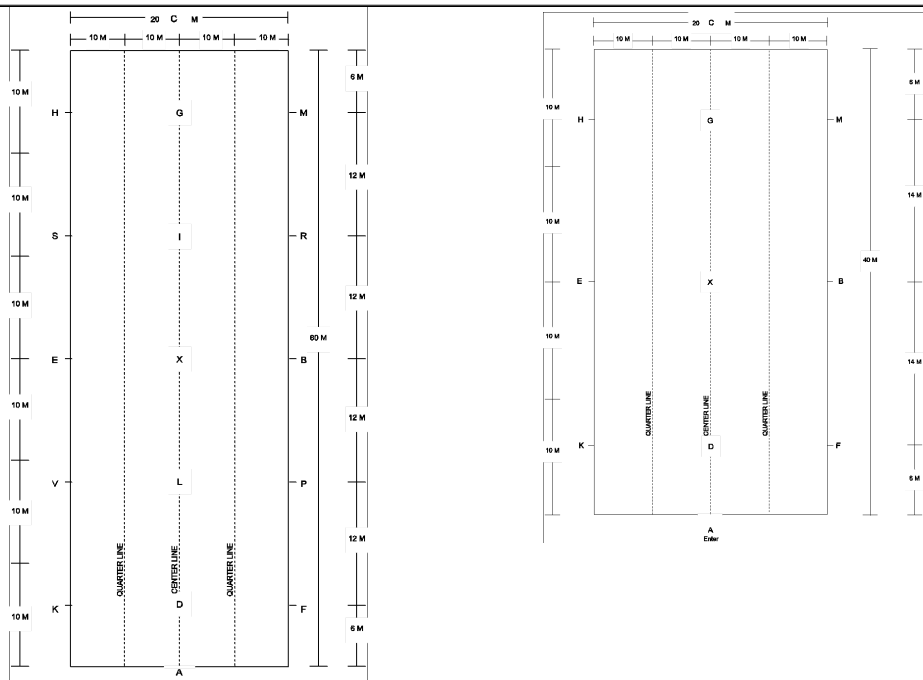 20 C M
10 M 10 M 10 M 10 M
6 M
10 M
H G M
12 M
10 M
S I R
12 M
10 M
60 M
E X B
10 M
12 M
V L P
10 M
12 M
QUARTER LINE
CENTER LINE
QUARTER LINE
K D F
10 M
6 M
A
20 C M
10 M 10 M 10 M 10 M
6 M
10 M
H G M
14 M
10 M
40 M
E X B
10 M
14 M
QUARTER LINE
CENTER LINE
QUARTER LINE
K D F
10 M
6 M
A
Enter